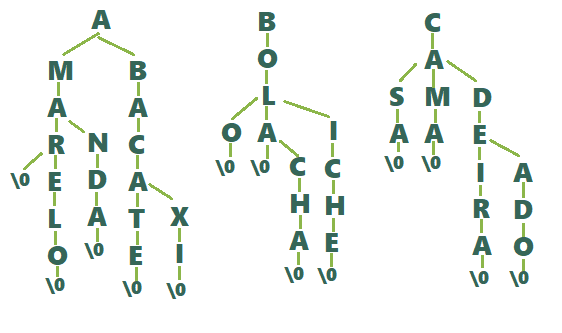 A
M B
A A
R N C
\0 E D A
L A T X
O \0 E I
\0 \0 \0
B
O
L
O A I
\0 \0 C C
H H
A E
\0 \0
C
A
S M D
A A E
\0 \0 I A
R D
A O
\0 \0